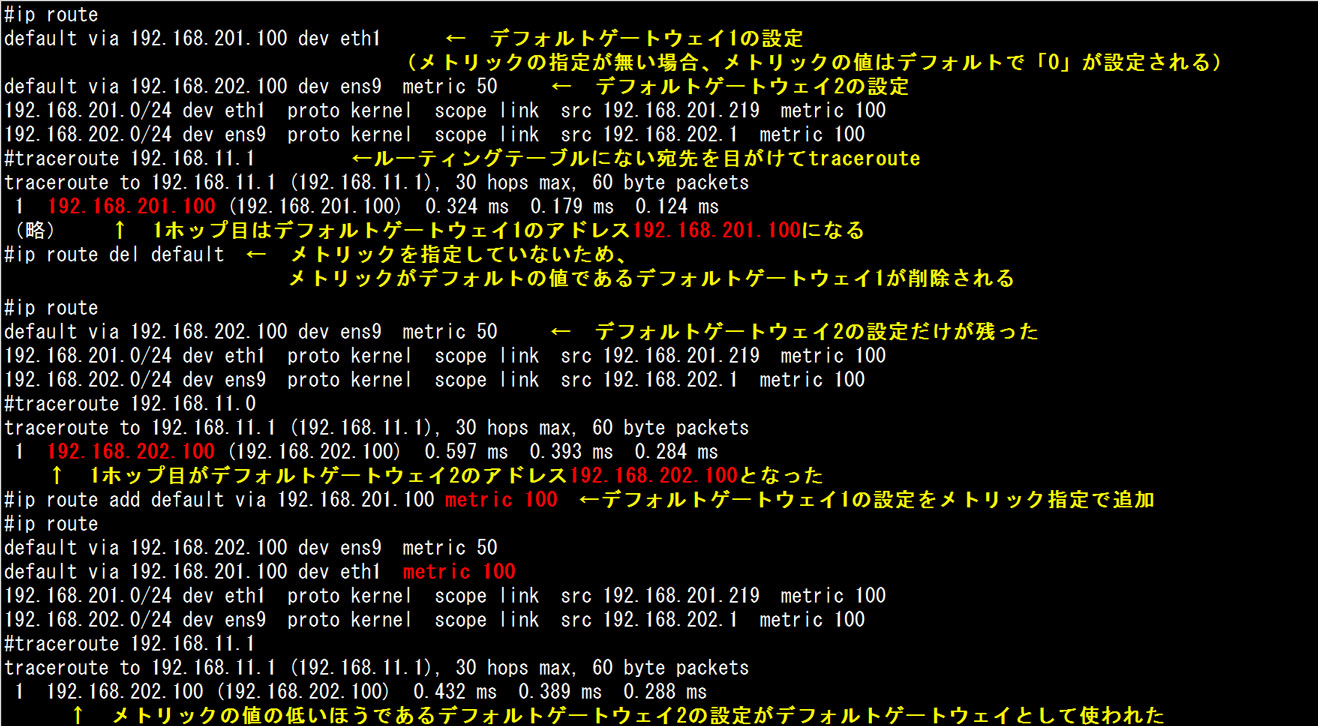 #ip route
default via 192.168.201.100 dev eth1 ← デフォルトゲートウェイ1の設定
（メトリックの指定が無い場合、メトリックの値はデフォルトで「0」が設定される）
default via 192.168.202.100 dev ens9 metric 50 ← デフォルトゲートウェイ2の設定
192.168.201.0/24 dev eth1 proto kernel scope link src 192.168.201.219 metric 100
192.168.202.0/24 dev ens9 proto kernel scope link src 192.168.202.1 metric 100
#traceroute 192.168.11.1 ←ルーティングテーブルにない宛先を目がけてtraceroute
traceroute to 192.168.11.1 (192.168.11.1), 30 hops max, 60 byte packets
1 192.168.201.100 (192.168.201.100) 0.324 ms 0.179 ms 0.124 ms
（略） ↑ 1ホップ目はデフォルトゲートウェイ1のアドレス192.168.201.100になる
#ip route del default ← メトリックを指定していないため、
メトリックがデフォルトの値であるデフォルトゲートウェイ1が削除される
#ip route
default via 192.168.202.100 dev ens9 metric 50 ← デフォルトゲートウェイ2の設定だけが残った
192.168.201.0/24 dev eth1 proto kernel scope link src 192.168.201.219 metric 100
192.168.202.0/24 dev ens9 proto kernel scope link src 192.168.202.1 metric 100
#traceroute 192.168.11.0
traceroute to 192.168.11.1 (192.168.11.1), 30 hops max, 60 byte packets
1 192.168.202.100 (192.168.202.100) 0.597 ms 0.393 ms 0.284 ms
↑ 1ホップ目がデフォルトゲートウェイ2のアドレス192.168.202.100となった
#ip route add default via 192.168.201.100 metric 100 ←デフォルトゲートウェイ1の設定をメトリック指定で追加
#ip route
default via 192.168.202.100 dev ens9 metric 50
default via 192.168.201.100 dev eth1 metric 100
192.168.201.0/24 dev eth1 proto kernel scope link src 192.168.201.219 metric 100
192.168.202.0/24 dev ens9 proto kernel scope link src 192.168.202.1 metric 100
#traceroute 192.168.11.1
traceroute to 192.168.11.1 (192.168.11.1), 30 hops max, 60 byte packets
1 192.168.202.100 (192.168.202.100) 0.432 ms 0.389 ms 0.288 ms
↑ メトリックの値の低いほうであるデフォルトゲートウェイ2の設定がデフォルトゲートウェイとして使われた